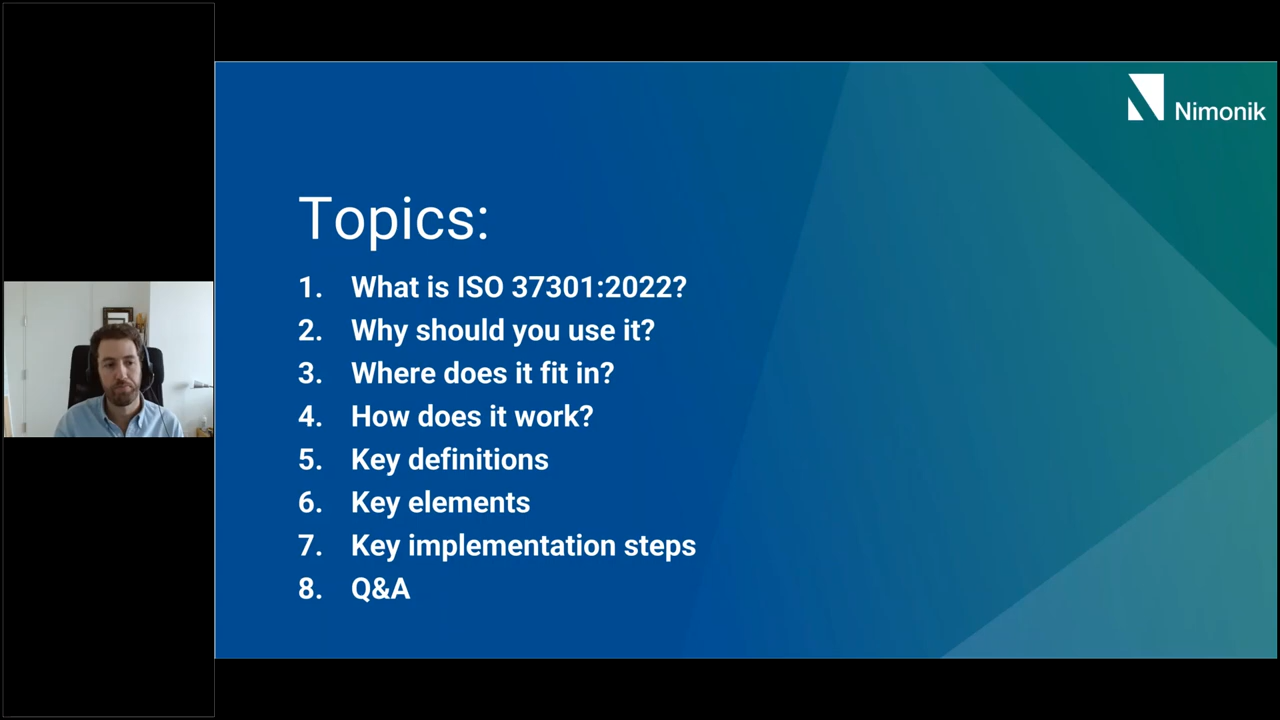 Nimonik
Topics:
1. What is ISO 37301:2022?
2. Why should you use it?
3. Where does it fit in?
4. How does it work?
5. Key definitions
6. Key elements
7. Key implementation steps
8. Q&A